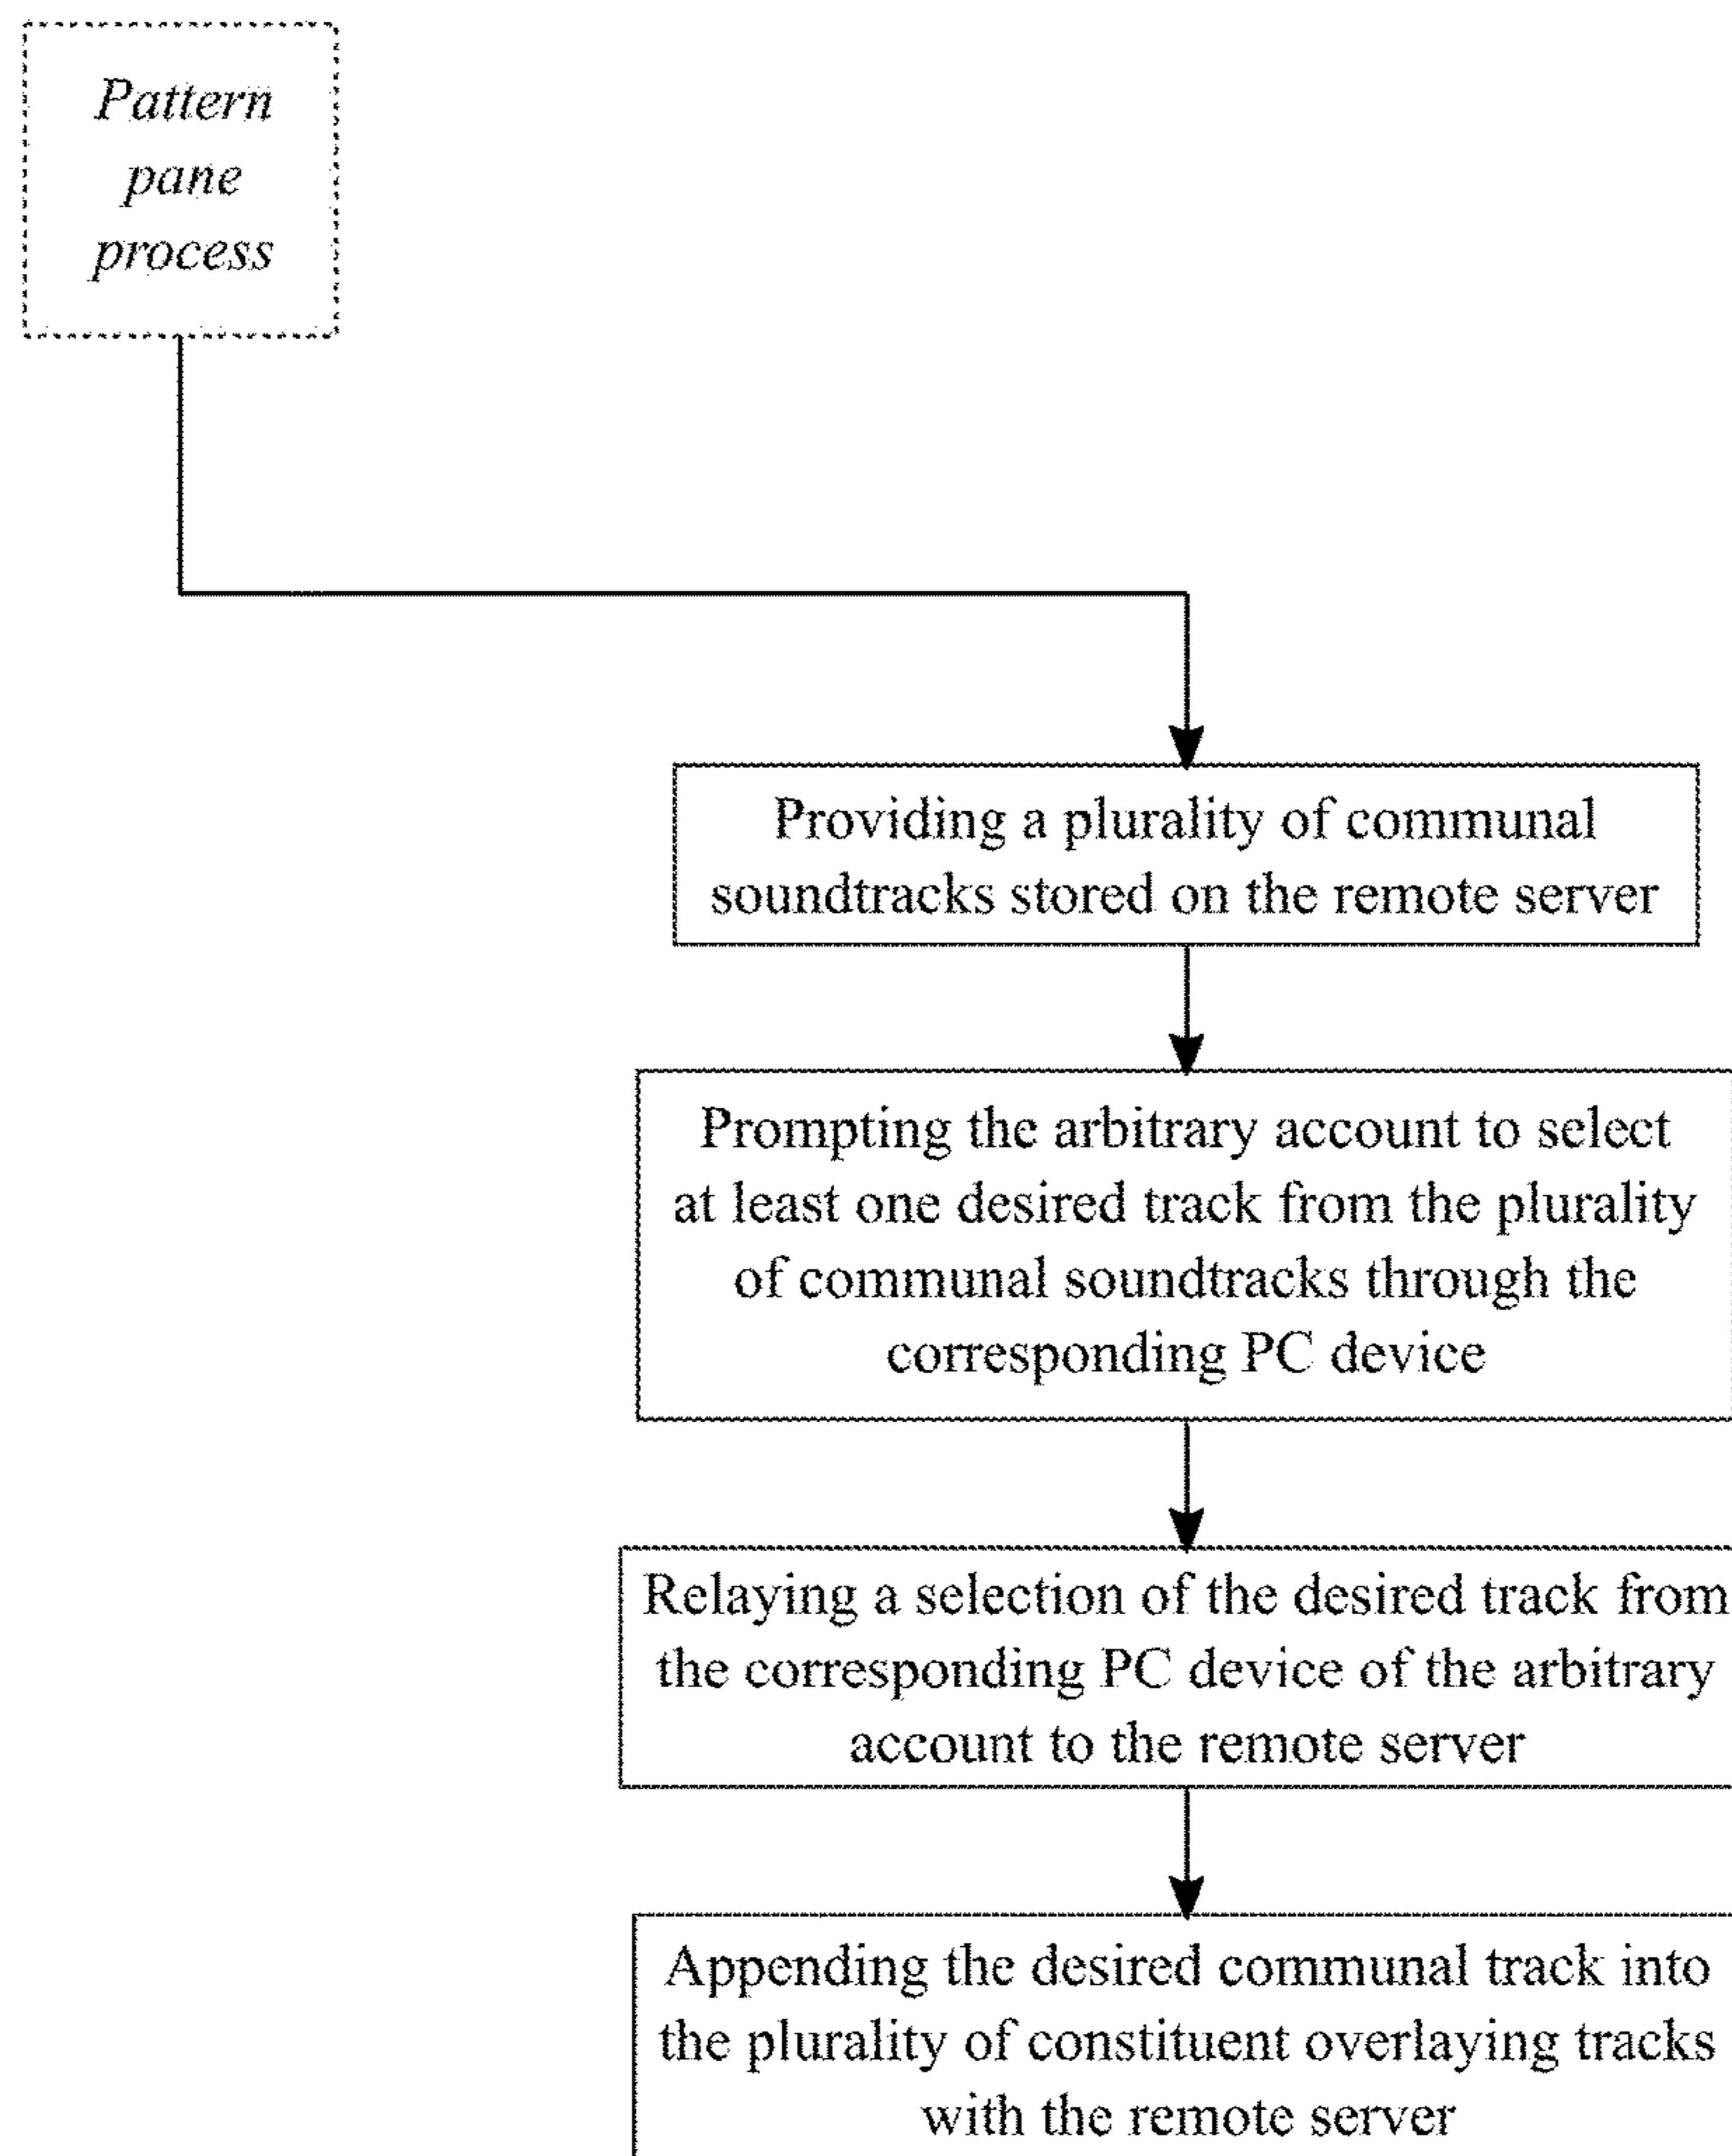 Pattern
pane
process
Providing a plurality of communal
soundtracks stored on the remote server
Prompting the arbitrary account to select
at least one desired track from the plurality
of communal soundtracks through the
corresponding PC device
Relaying a selection of the desired track from
the corresponding PC device of the arbitrary
account to the remote server
Appending the desired communal track into
the plurality of constituent overlaying tracks
with the remote server